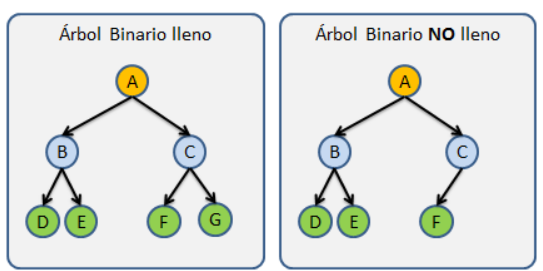 Árbol Binario lleno
A
B C
D E F G
Árbol Binario NO lleno
A
B C
D E F